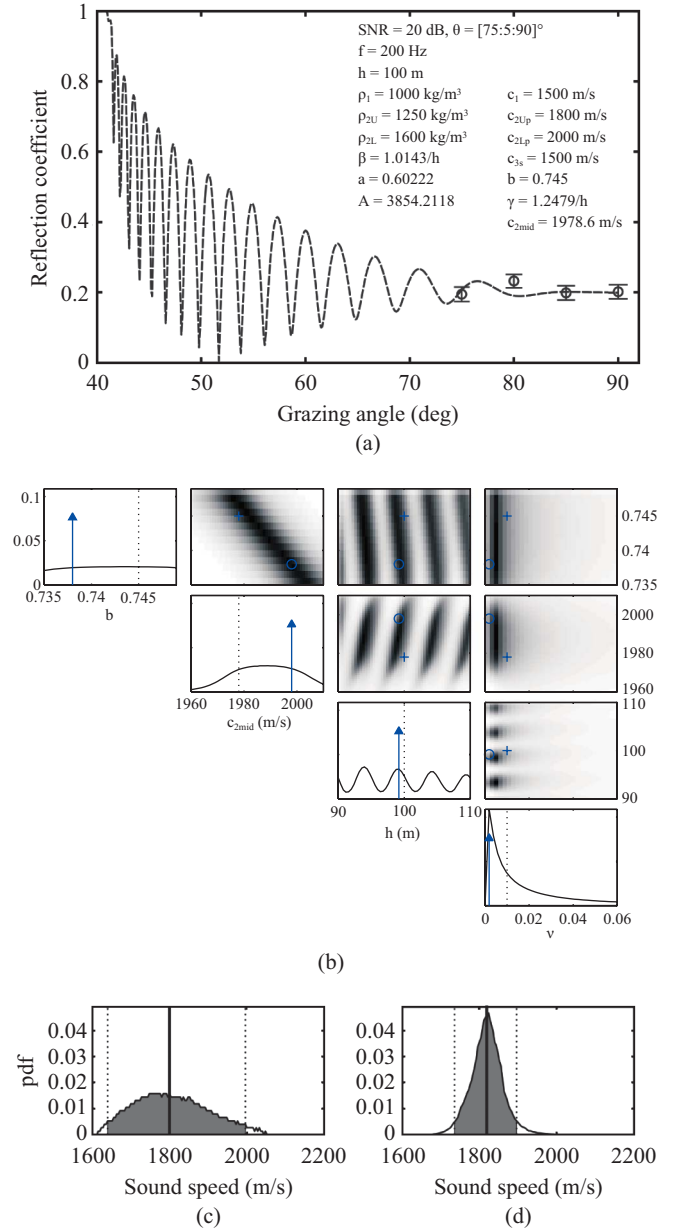 1
0.8
0.6
0.4
0.2
0
Reflection coefficient
SNR = 20 dB, θ = [75:5:90]°
f = 200 Hz
h = 100 m
ρ₁ = 1000 kg/m³ c₁ = 1500 m/s
ρ₂U = 1250 kg/m³ c₂Up = 1800 m/s
ρ₂L = 1600 kg/m³ c₂Lp = 2000 m/s
β = 1.0143/h c₃s = 1500 m/s
a = 0.60222 b = 0.745
A = 3854.2118 γ = 1.2479/h
c₂mid = 1978.6 m/s
40 50 60 70 80 90
Grazing angle (deg)
(a)
0.1
0.05
0
0.735 0.74 0.745
b
0.745
0.74
0.735
2000
1980
1960
1960 1980 2000
c₂mid (m/s)
110
100
90
90 100 110
h (m)
0 0.02 0.04 0.06
ν
(b)
pdf
0.04
0.03
0.02
0.01
0
1600 1800 2000 2200
Sound speed (m/s)
(c)
0.04
0.03
0.02
0.01
0
1600 1800 2000 2200
Sound speed (m/s)
(d)